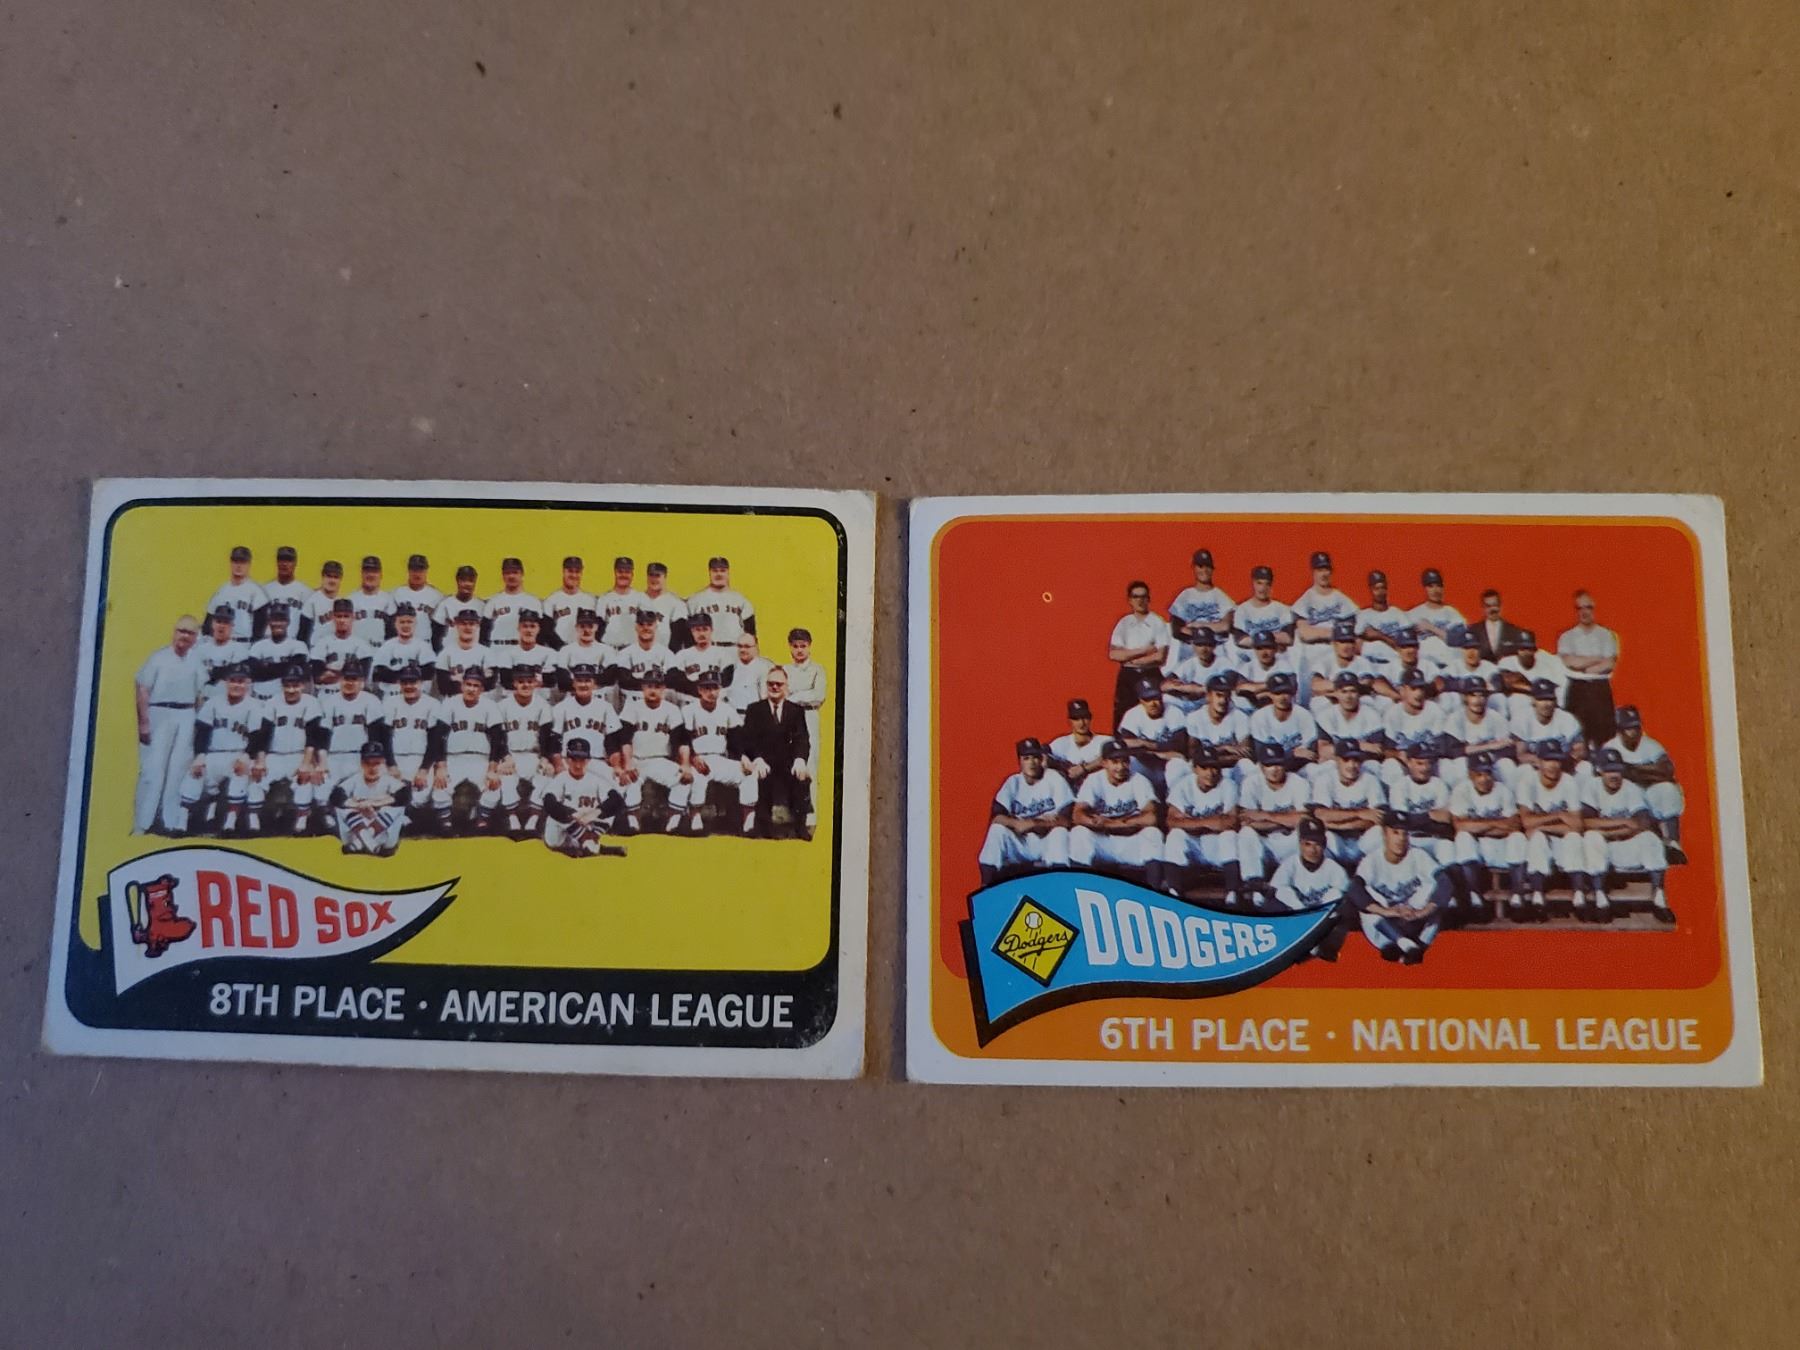 RED SOX
8TH PLACE · AMERICAN LEAGUE
Dodgers
DODGERS
6TH PLACE · NATIONAL LEAGUE